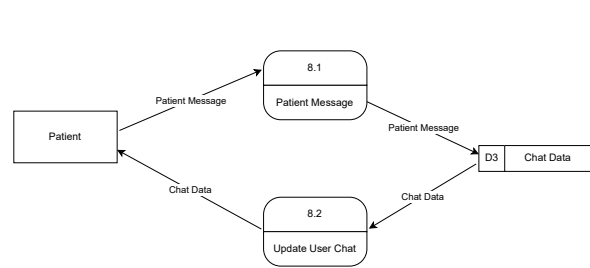 8.1
Patient Message
Patient Message
Patient Message
Patient
D3
Chat Data
Chat Data
Chat Data
8.2
Update User Chat